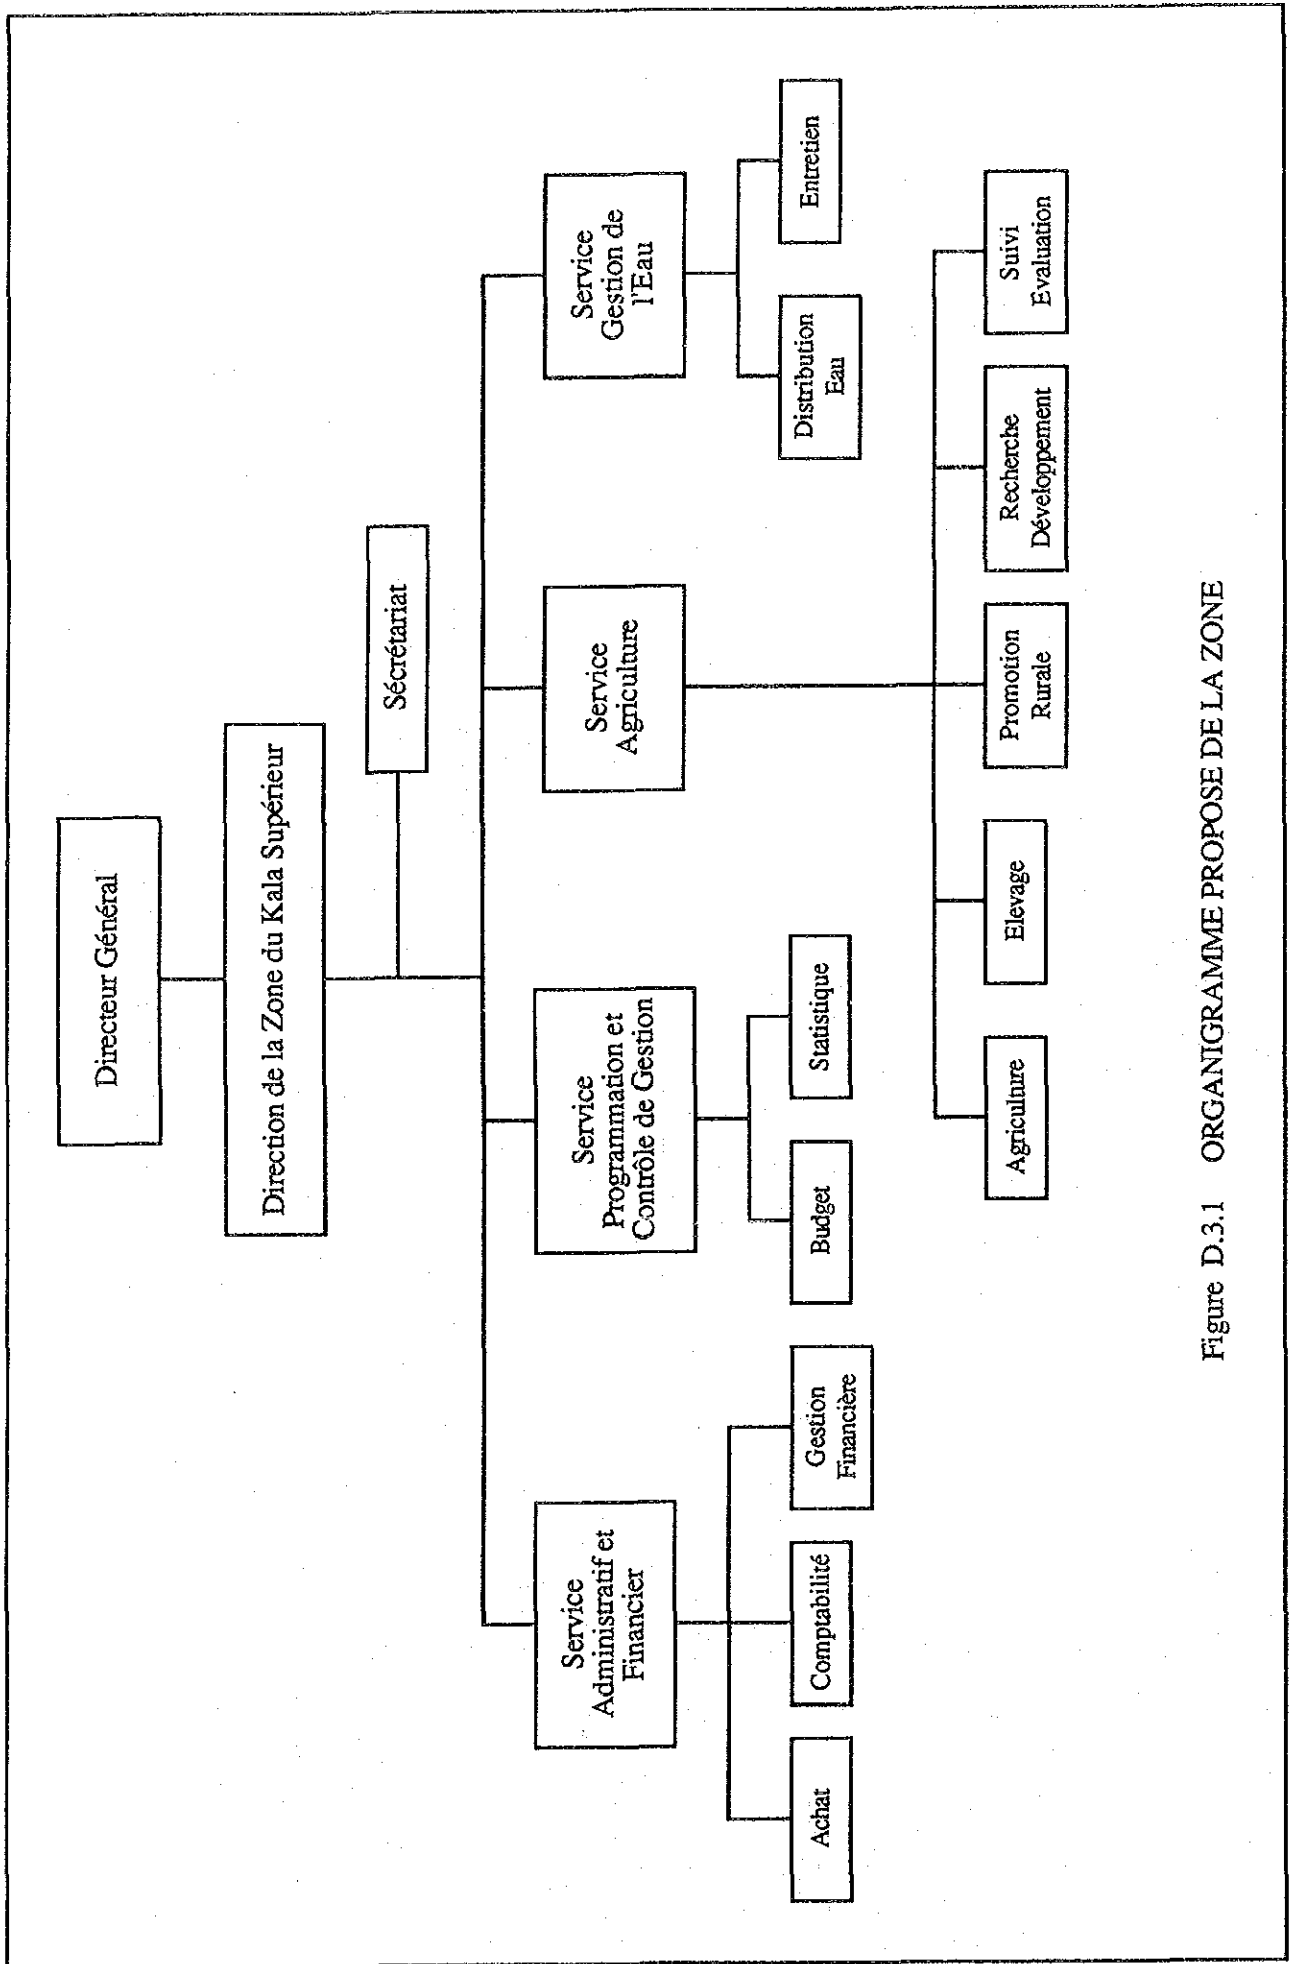 Directeur Général
Direction de la Zone du Kala Supérieur
Sécrétariat
Service
Administratif et
Financier
Service
Programmation et
Contrôle de Gestion
Service
Agriculture
Service
Gestion de
l'Eau
Achat
Comptabilité
Gestion
Financière
Budget
Statistique
Distribution
Eau
Entretien
Agriculture
Elevage
Promotion
Rurale
Recherche
Développement
Suivi
Evaluation
Figure D.3.1 ORGANIGRAMME PROPOSE DE LA ZONE